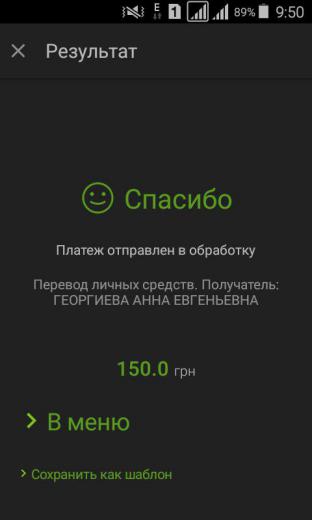 E 1 89% 9:50
Результат
Спасибо
Платеж отправлен в обработку
Перевод личных средств. Получатель:
ГЕОРГИЕВА АННА ЕВГЕНЬЕВНА
150.0 грн
В меню
Сохранить как шаблон